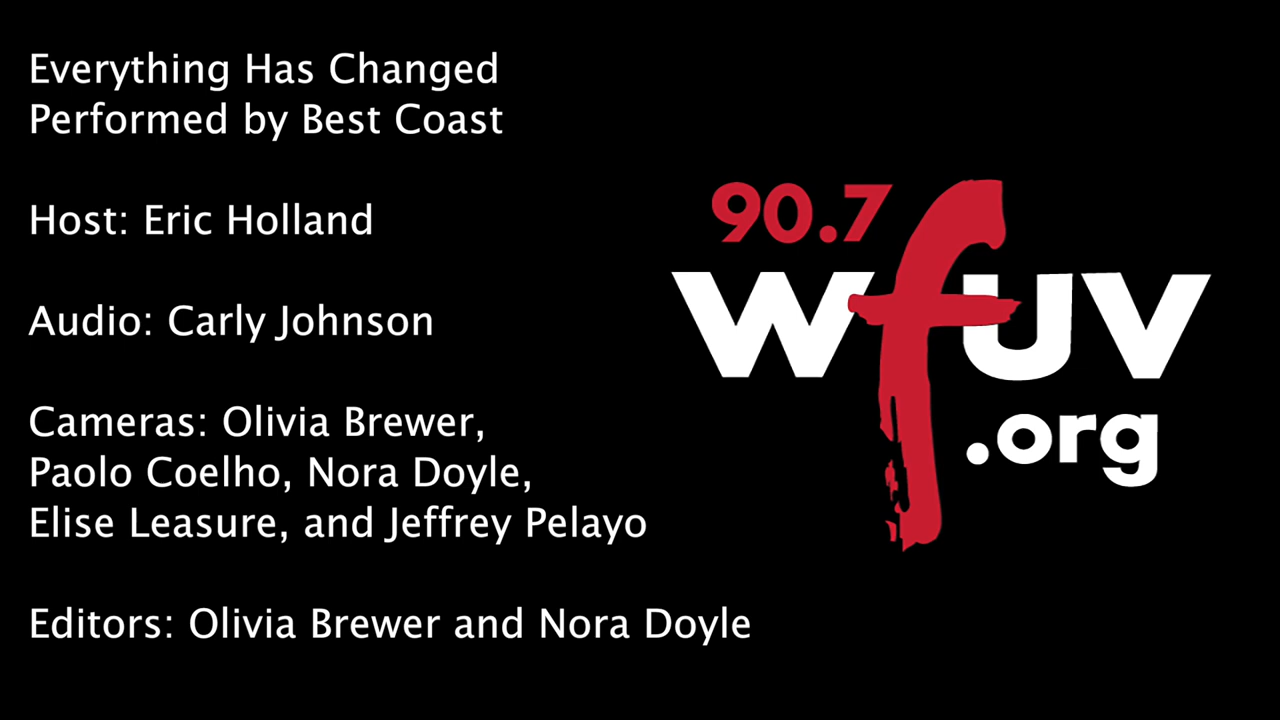 Everything Has Changed
Performed by Best Coast
Host: Eric Holland
Audio: Carly Johnson
Cameras: Olivia Brewer,
Paolo Coelho, Nora Doyle,
Elise Leasure, and Jeffrey Pelayo
Editors: Olivia Brewer and Nora Doyle
90.7
wfuv
.org